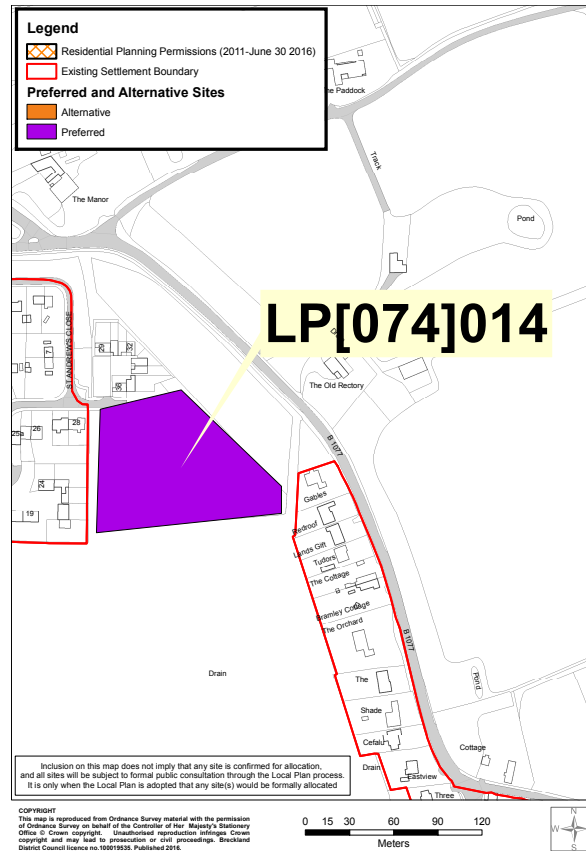 Legend
Residential Planning Permissions (2011-June 30 2016)
Existing Settlement Boundary
Preferred and Alternative Sites
Alternative
Preferred
The Manor
Paddock
Track
Pond
LP[074]014
ST ANDREW'S CLOSE
7
29
32
36
28
26
25a
24
19
The Old Rectory
B 1077
Gables
Redroof
Lands Gift
Tudors
The Cottage
Bramley Cottage
The Orchard
B 1077
Drain
The
Shade
Pond
Cefalu
Cottage
Drain
Eastview
Three
Inclusion on this map does not imply that any site is confirmed for allocation,
and all sites will be subject to formal public consultation through the Local Plan process.
It is only when the Local Plan is adopted that any site(s) would be formally allocated
COPYRIGHT
This map is reproduced from Ordnance Survey material with the permission
of Ordnance Survey on behalf of the Controller of Her Majesty's Stationery
Office © Crown copyright. Unauthorised reproduction infringes Crown
copyright and may lead to prosecution or civil proceedings. Breckland
District Council licence no.100019535. Published 2016.
0 15 30 60 90 120
Meters
N
W E
S